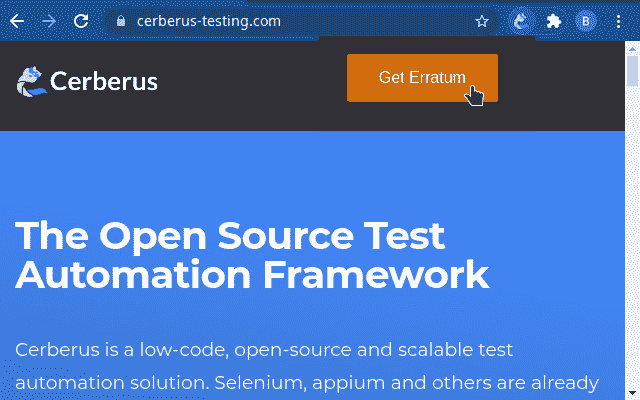 cerberus-testing.com
B
Cerberus
Get Erratum
The Open Source Test
Automation Framework
Cerberus is a low-code, open-source and scalable test
automation solution. Selenium, appium and others are already